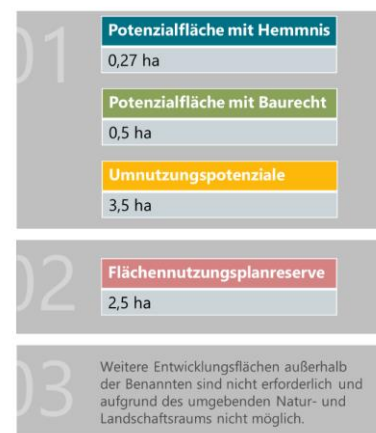 01
Potenzialfläche mit Hemmnis
0,27 ha
Potenzialfläche mit Baurecht
0,5 ha
Umnutzungspotenziale
3,5 ha
02
Flächennutzungsplanreserve
2,5 ha
03
Weitere Entwicklungsflächen außerhalb
der Benannten sind nicht erforderlich und
aufgrund des umgebenden Natur- und
Landschaftsraums nicht möglich.